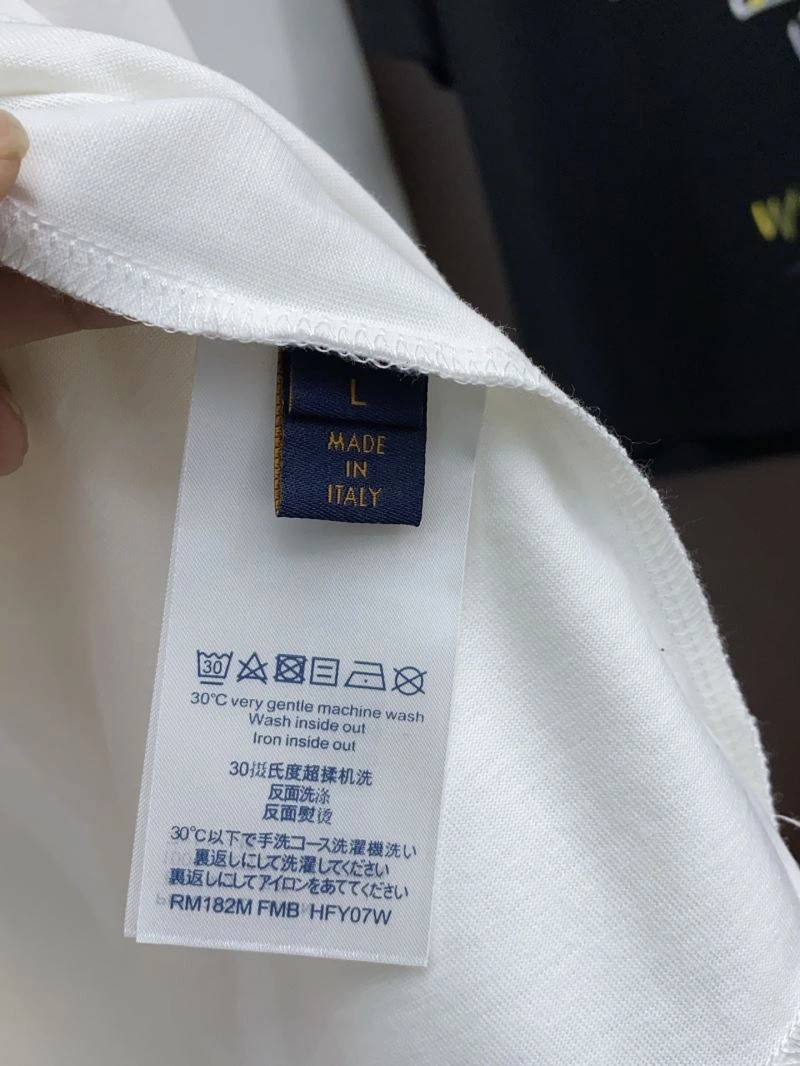 L
MADE
IN
ITALY
30
30℃ very gentle machine wash
Wash inside out
Iron inside out
30摄氏度超揉机洗
反面洗涤
反面熨烫
30℃以下で手洗コース洗濯機洗い
裏返しにして洗濯してください
裏返しにしてアイロンをあててください
RM182M FMB HFY07W
W